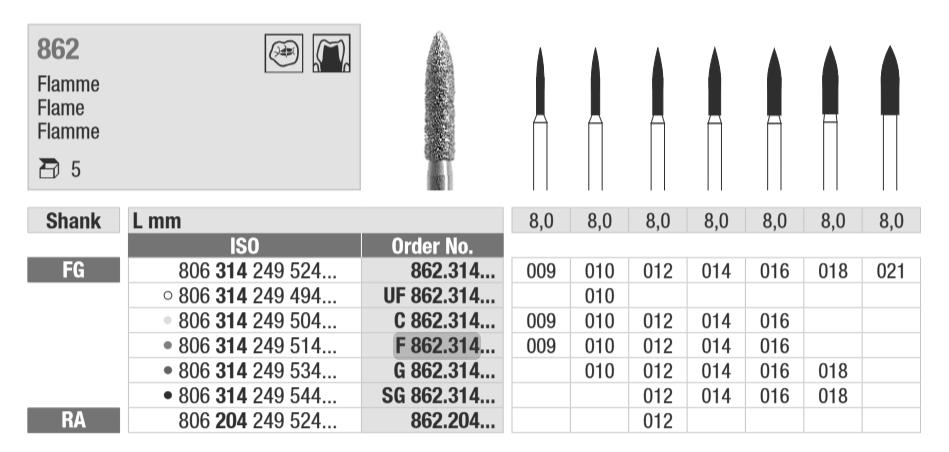 862
Flamme
Flame
Flamme
5
Shank L mm 8,0 8,0 8,0 8,0 8,0 8,0 8,0
ISO Order No.
FG 806 314 249 524... 862.314... 009 010 012 014 016 018 021
806 314 249 494... UF 862.314... 010
806 314 249 504... C 862.314... 009 010 012 014 016
806 314 249 514... F 862.314... 009 010 012 014 016
806 314 249 534... G 862.314... 010 012 014 016 018
806 314 249 544... SG 862.314... 012 014 016 018
RA 806 204 249 524... 862.204... 012